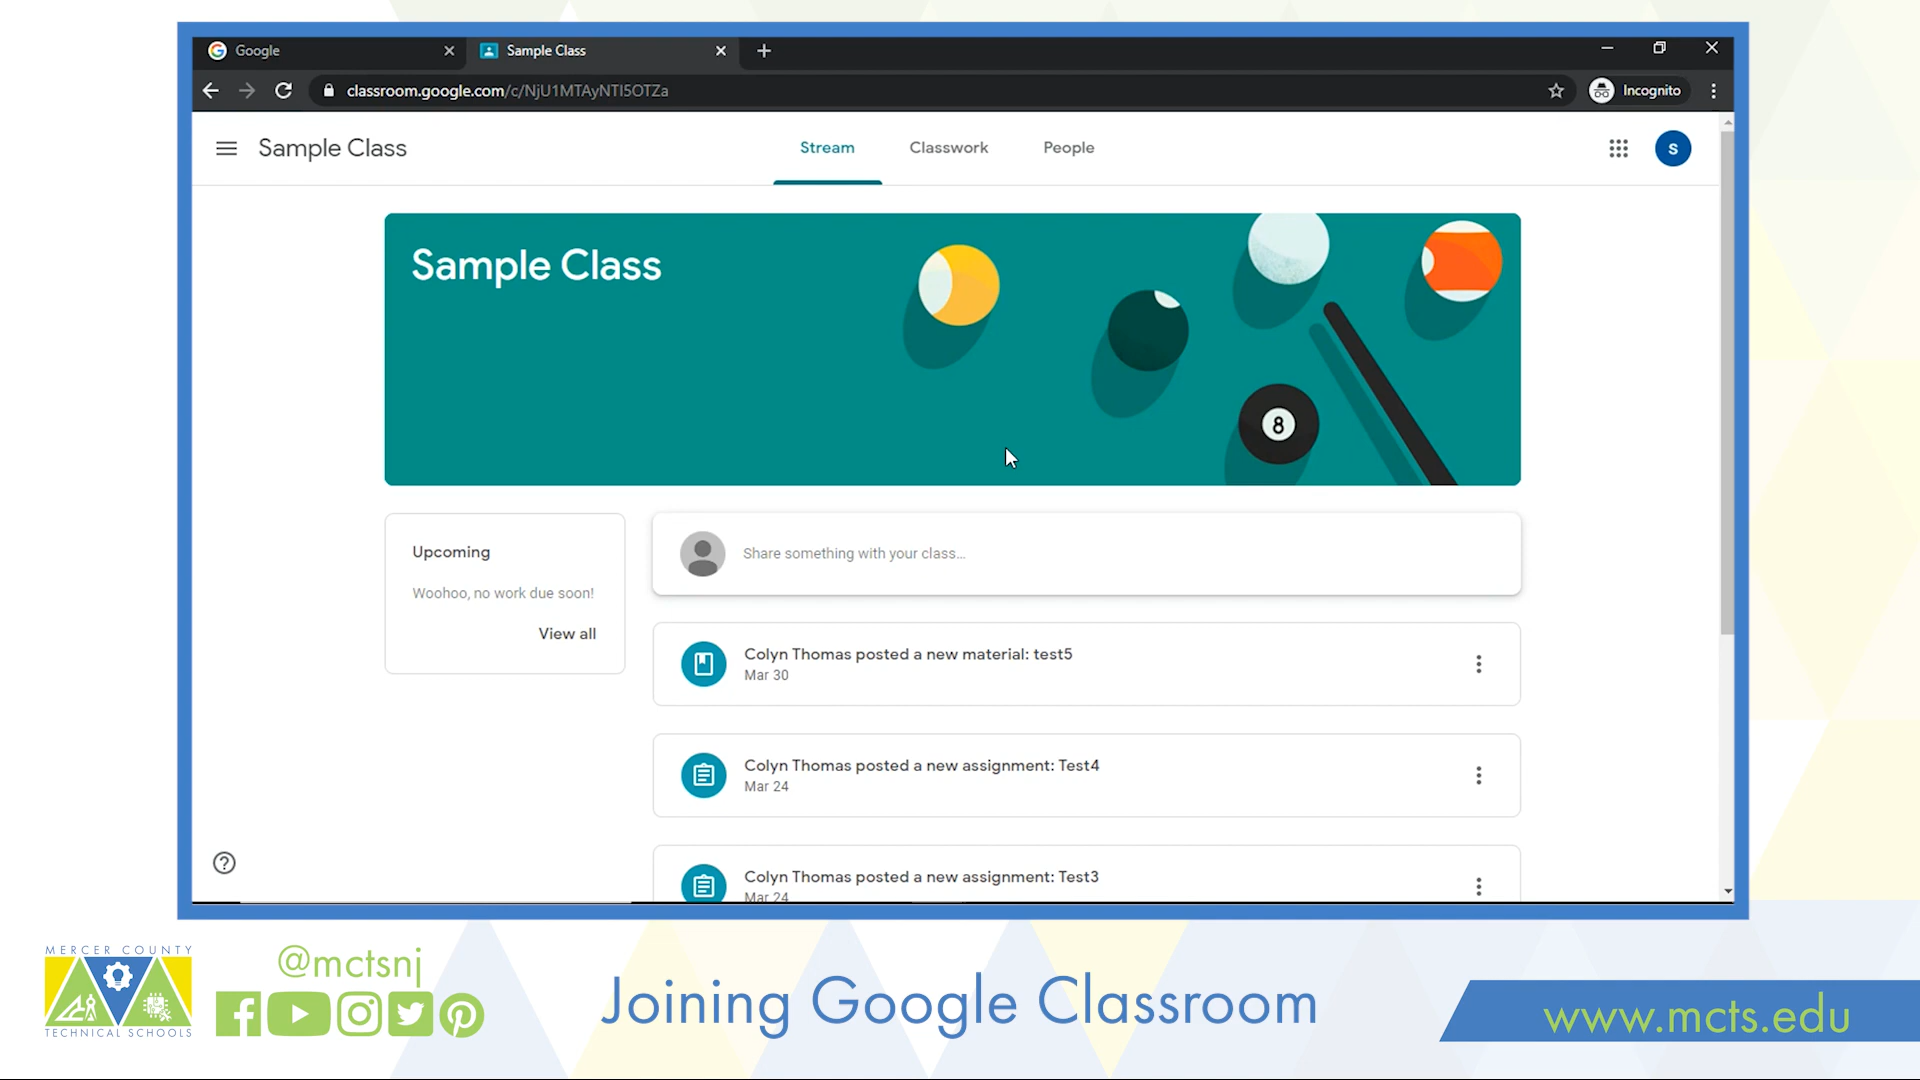 Google
Sample Class
classroom.google.com/c/NjU1MTAyNTI5OTZa
Incognito
Sample Class
Stream
Classwork
People
S
Sample Class
8
Upcoming
Woohoo, no work due soon!
View all
Share something with your class...
Colyn Thomas posted a new material: test5
Mar 30
Colyn Thomas posted a new assignment: Test4
Mar 24
Colyn Thomas posted a new assignment: Test3
Mar 24
MERCER COUNTY
TECHNICAL SCHOOLS
@mctsnj
Joining Google Classroom
www.mcts.edu